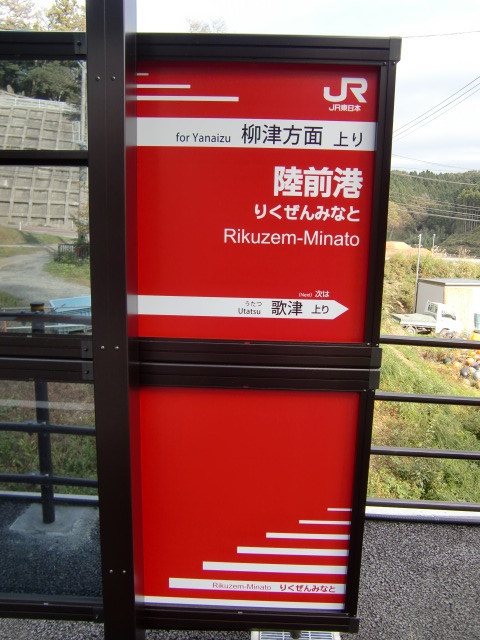 JR
JR東日本
for Yanaizu 柳津方面 上り
陸前港
りくぜんみなと
Rikuzem-Minato
(Next) 次は
うたつ
Utatsu 歌津 上り
Rikuzem-Minato りくぜんみなと